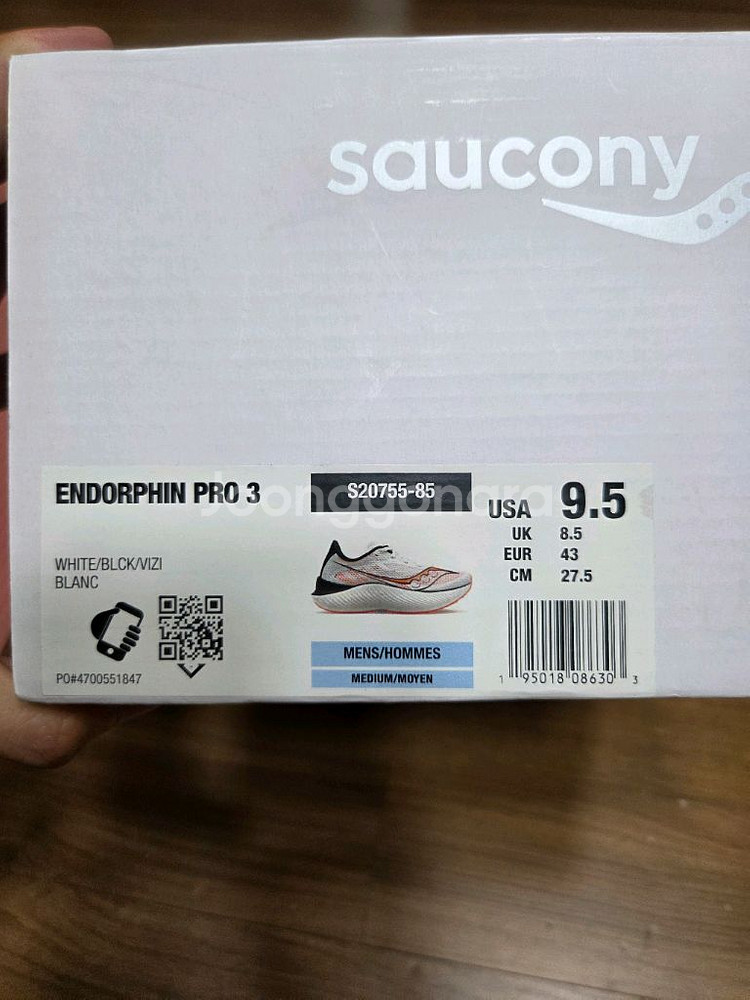 saucony
ENDORPHIN PRO 3
S20755-85
WHITE/BLCK/VIZI
BLANC
PO#4700551847
MENS/HOMMES
MEDIUM/MOYEN
USA 9.5
UK 8.5
EUR 43
CM 27.5
1 95018 08630 3
Joonggonara